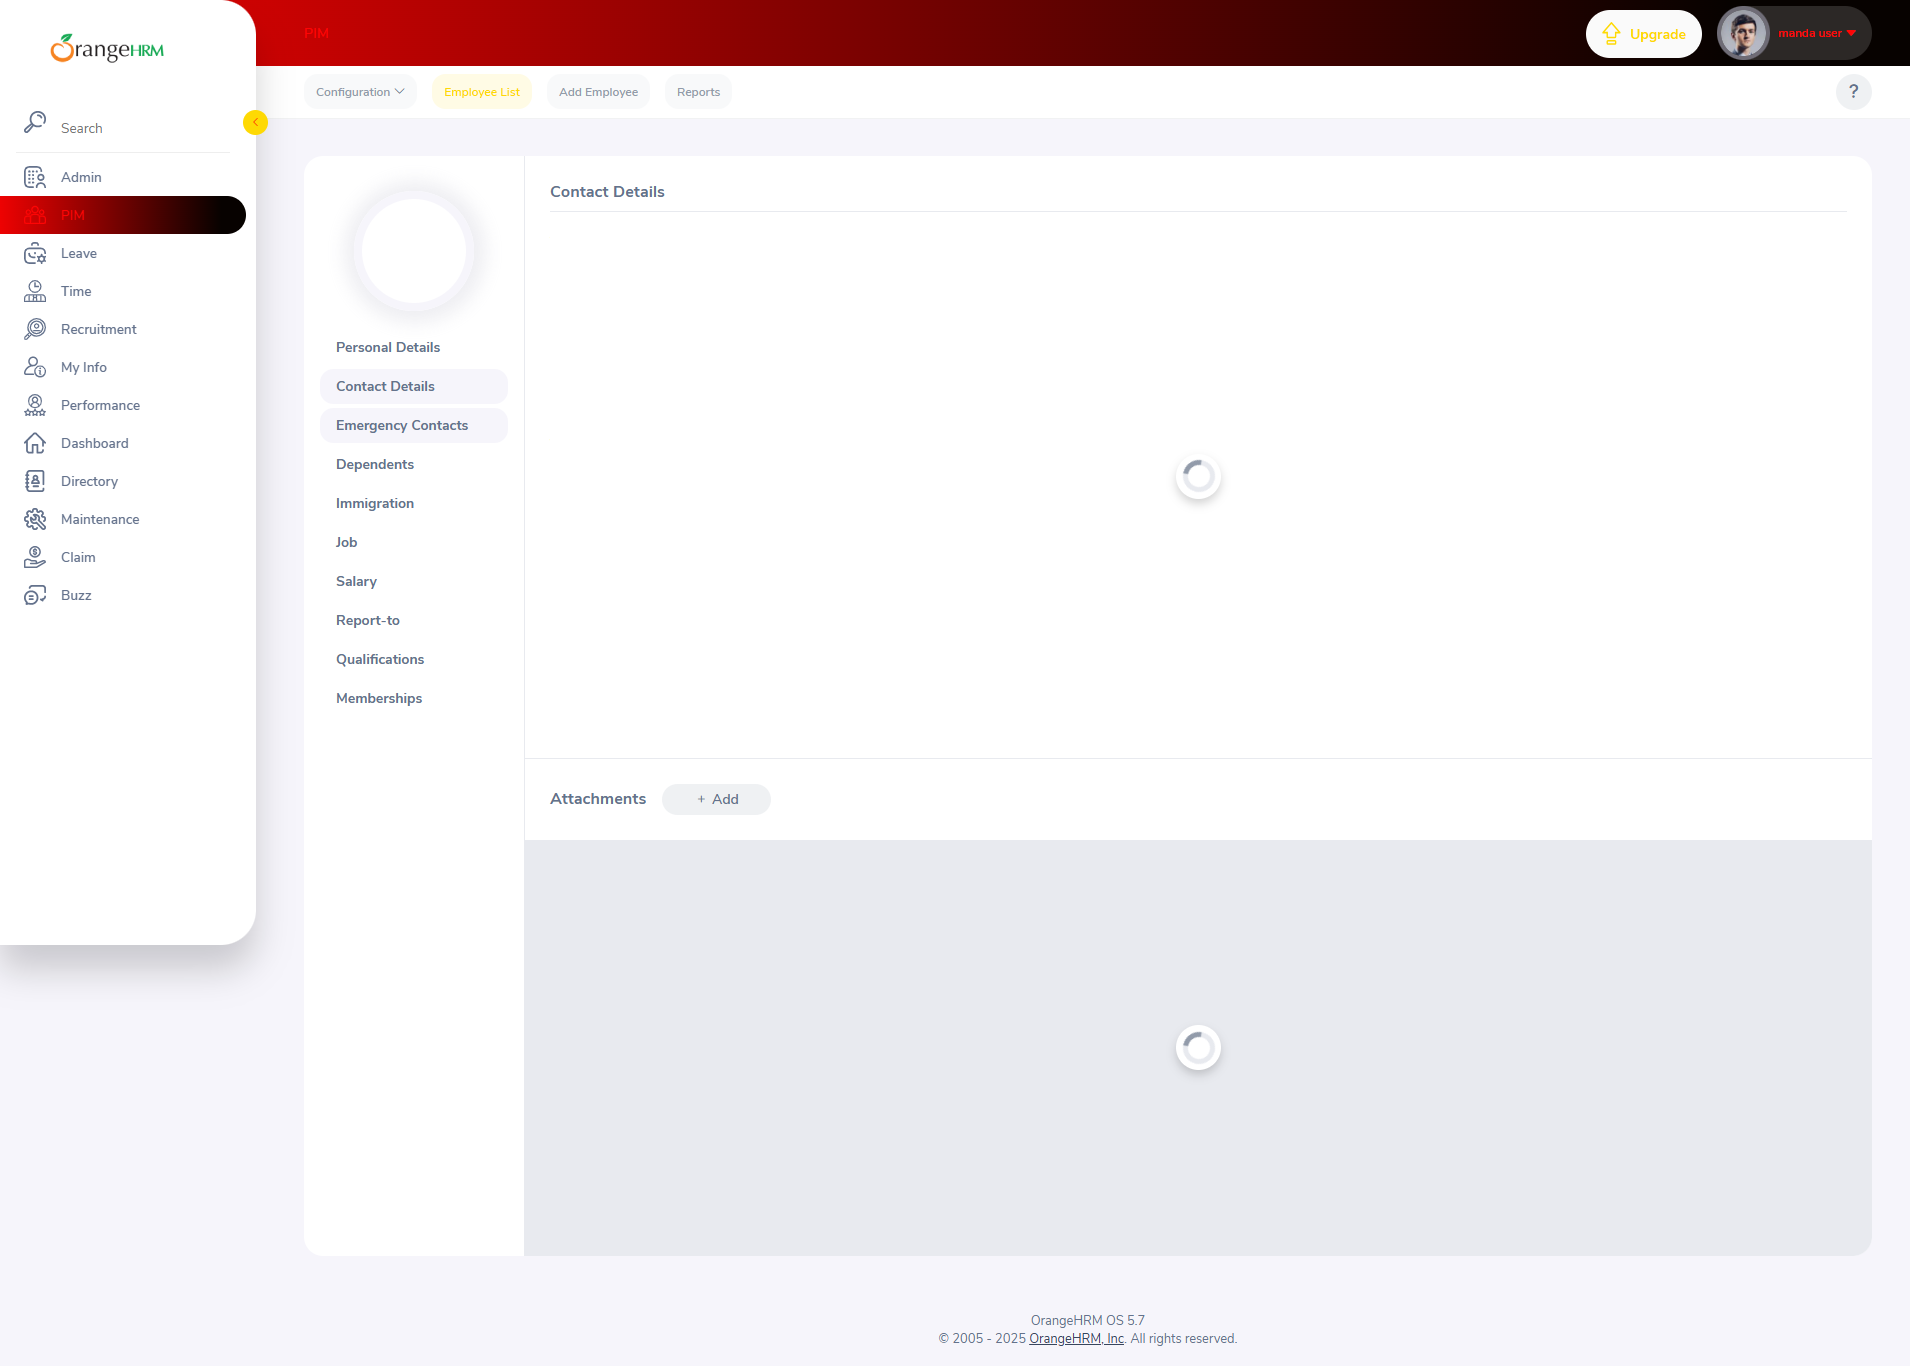 OrangeHRM
PIM
Upgrade
manda user
Configuration
Employee List
Add Employee
Reports
?
Search
Admin
PIM
Leave
Time
Recruitment
My Info
Performance
Dashboard
Directory
Maintenance
Claim
Buzz
Personal Details
Contact Details
Emergency Contacts
Dependents
Immigration
Job
Salary
Report-to
Qualifications
Memberships
Contact Details
Attachments
+ Add
OrangeHRM OS 5.7
© 2005 - 2025 OrangeHRM, Inc. All rights reserved.